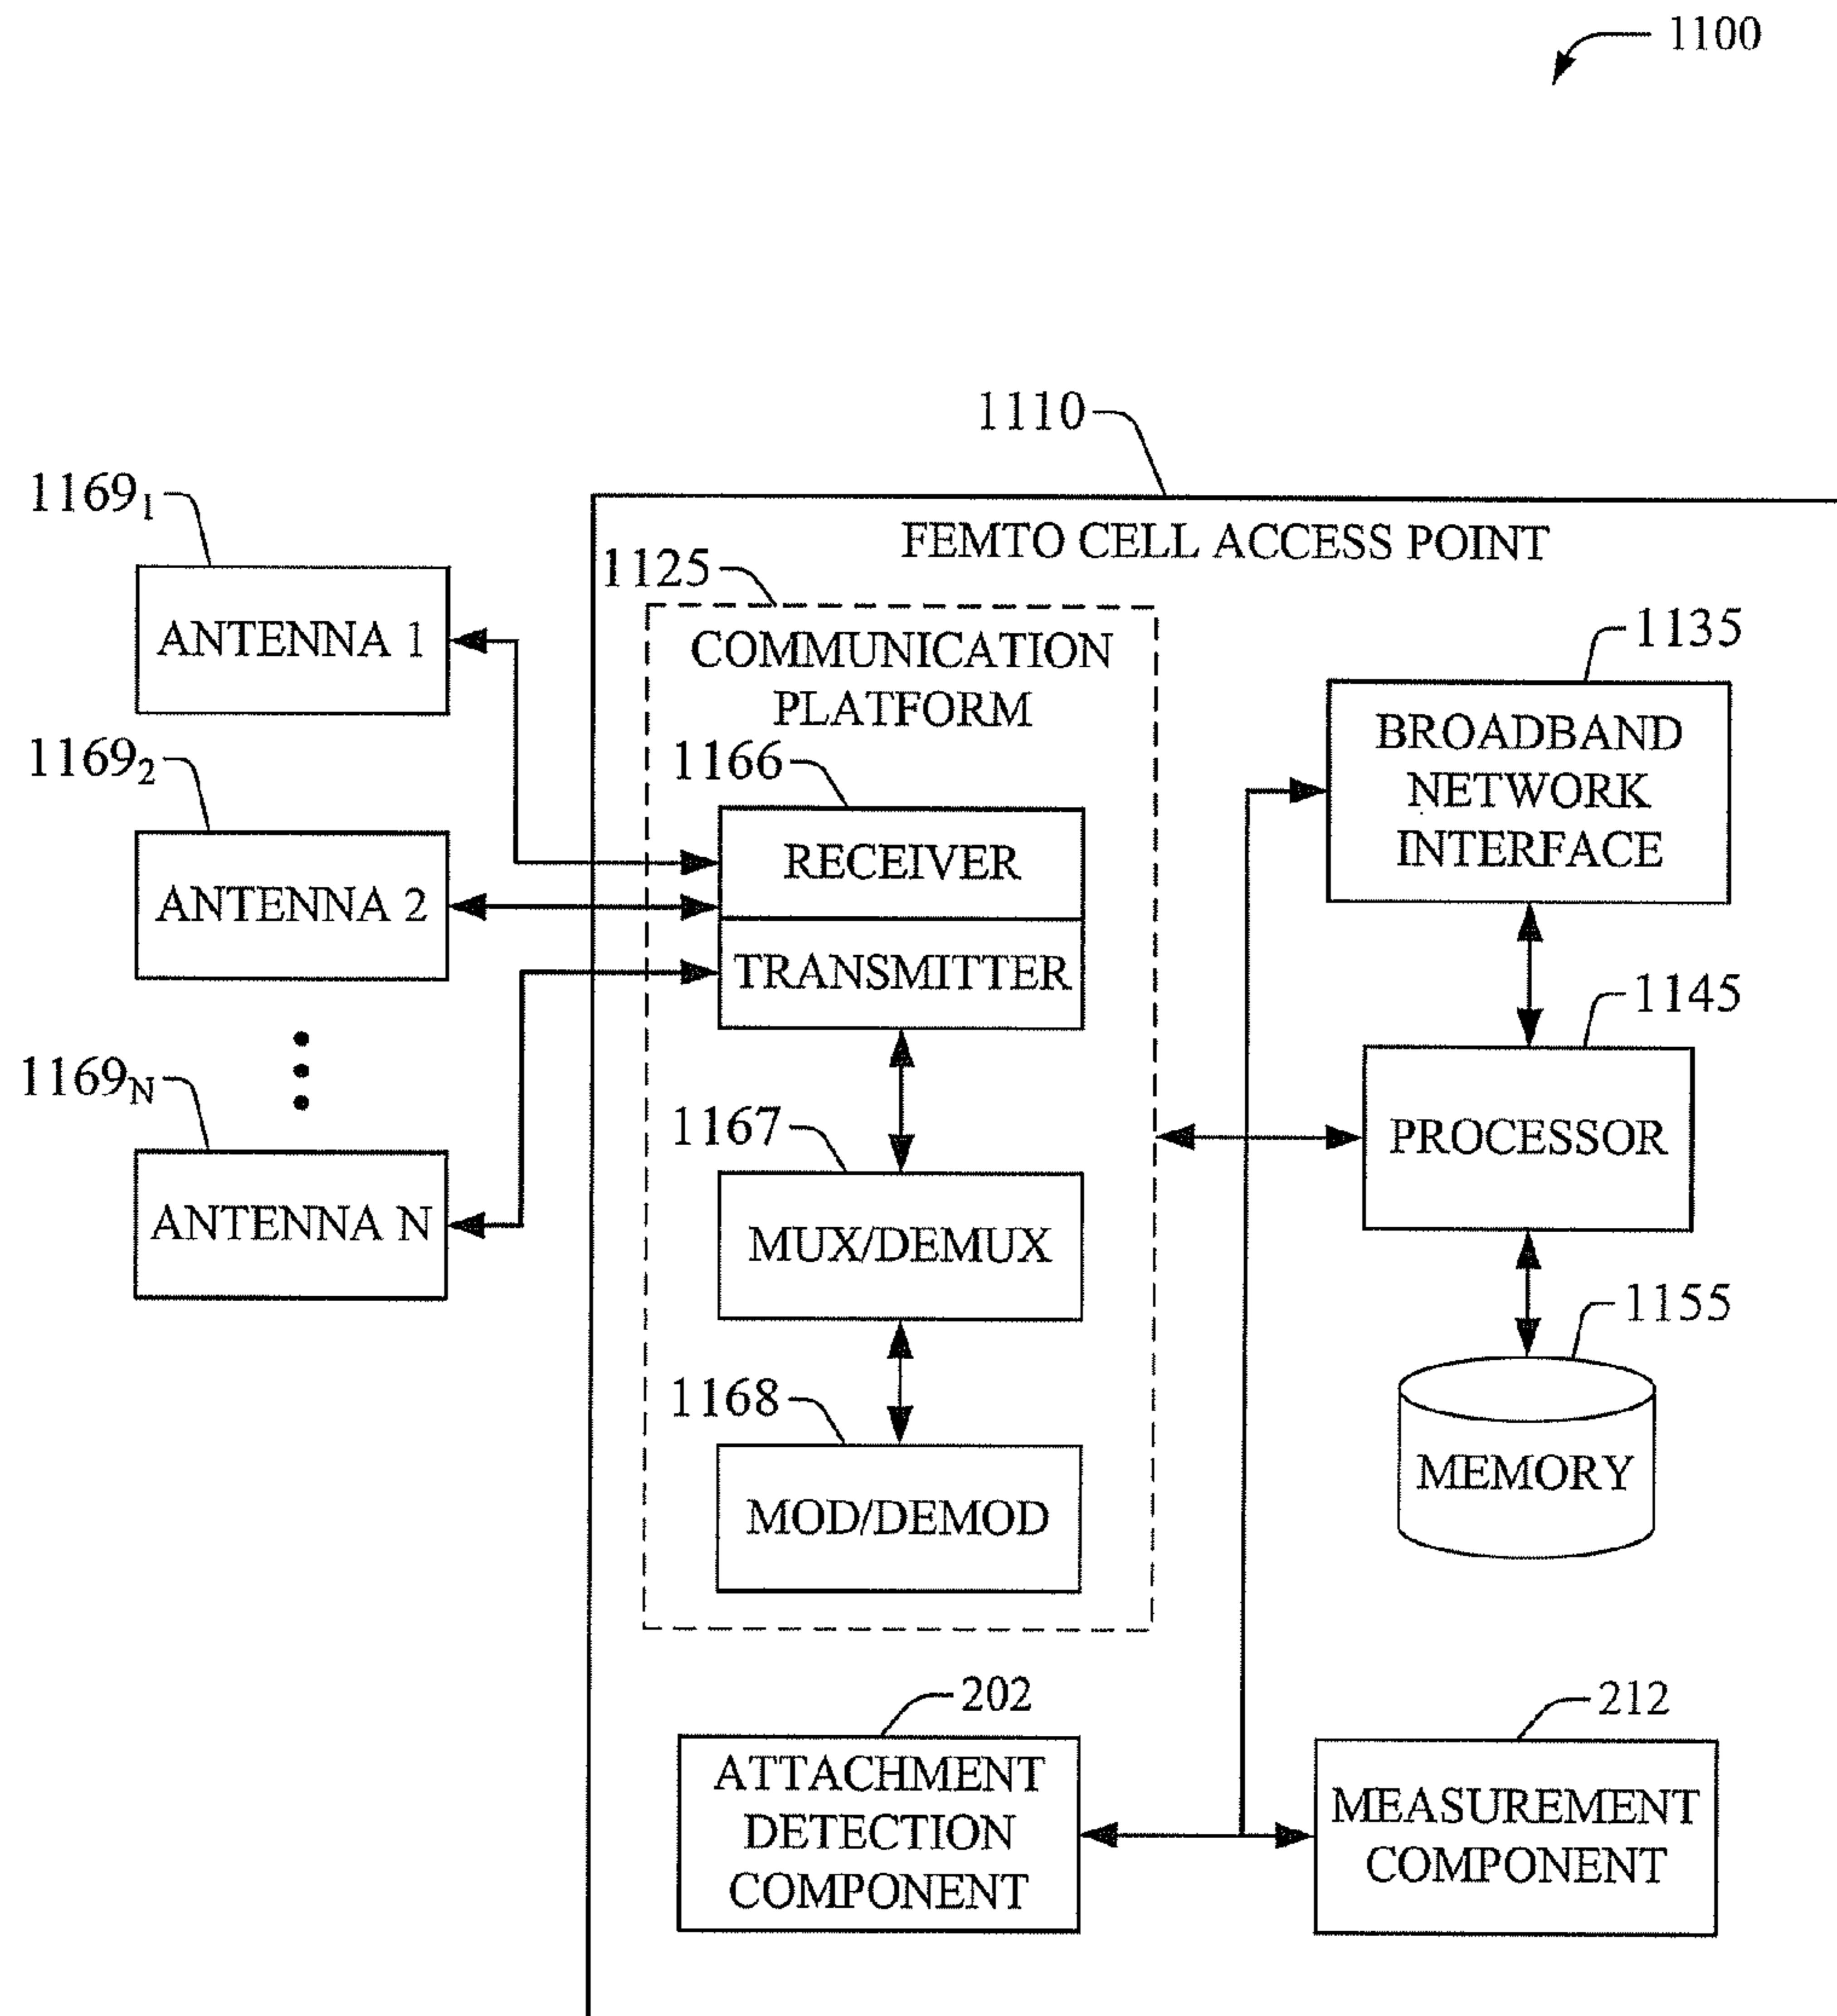 1100
1110
FEMTO CELL ACCESS POINT
1169₁
ANTENNA 1
1169₂
ANTENNA 2
1169_N
ANTENNA N
1125
COMMUNICATION
PLATFORM
1166
RECEIVER
TRANSMITTER
1167
MUX/DEMUX
1168
MOD/DEMOD
1135
BROADBAND
NETWORK
INTERFACE
1145
PROCESSOR
1155
MEMORY
202
ATTACHMENT
DETECTION
COMPONENT
212
MEASUREMENT
COMPONENT